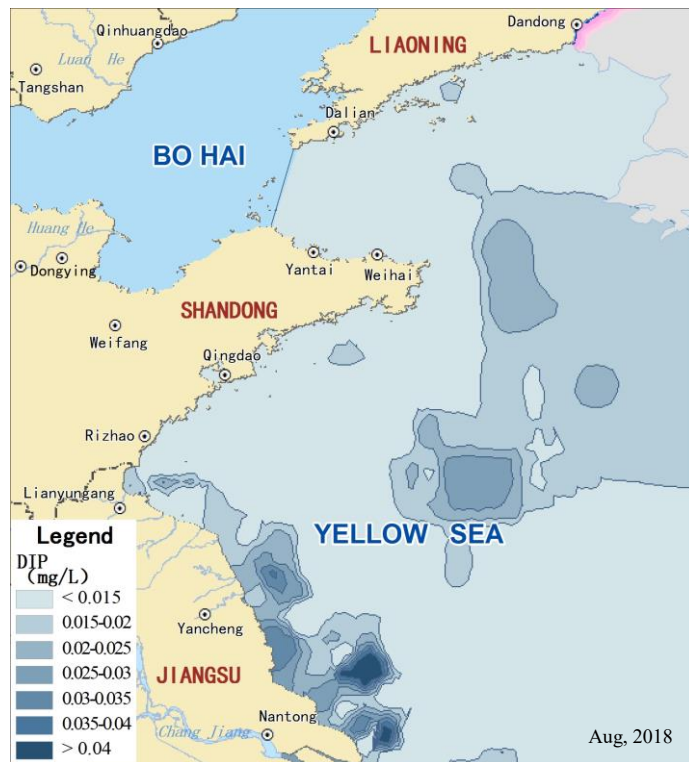 Dandong
LIAONING
Qinhuangdao
Luan He
Tangshan
Dalian
BO HAI
Huang He
Dongying
Yantai
Weihai
SHANDONG
Weifang
Qingdao
Rizhao
Lianyungang
YELLOW SEA
Legend
DIP
(mg/L)
< 0.015
0.015-0.02
0.02-0.025
0.025-0.03
0.03-0.035
0.035-0.04
> 0.04
Yancheng
JIANGSU
Nantong
Chang Jiang
Aug, 2018